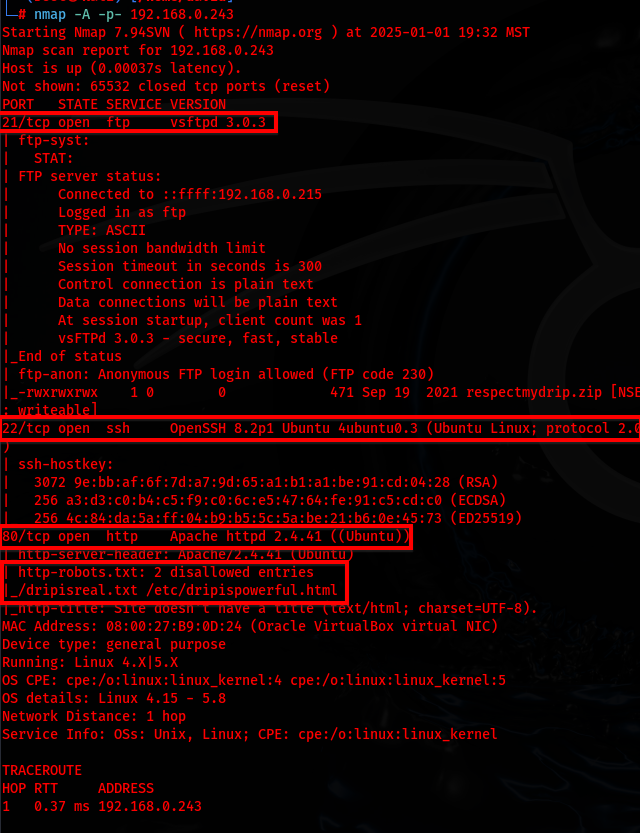 └─# nmap -A -p- 192.168.0.243
Starting Nmap 7.94SVN ( https://nmap.org ) at 2025-01-01 19:32 MST
Nmap scan report for 192.168.0.243
Host is up (0.00037s latency).
Not shown: 65532 closed tcp ports (reset)
PORT   STATE SERVICE VERSION
21/tcp open  ftp     vsftpd 3.0.3
| ftp-syst:
|   STAT:
| FTP server status:
|      Connected to ::ffff:192.168.0.215
|      Logged in as ftp
|      TYPE: ASCII
|      No session bandwidth limit
|      Session timeout in seconds is 300
|      Control connection is plain text
|      Data connections will be plain text
|      At session startup, client count was 1
|      vsFTPd 3.0.3 - secure, fast, stable
|_End of status
| ftp-anon: Anonymous FTP login allowed (FTP code 230)
|_-rwxrwxrwx    1 0        0             471 Sep 19  2021 respectmydrip.zip [NSE
: writeable]
22/tcp open  ssh     OpenSSH 8.2p1 Ubuntu 4ubuntu0.3 (Ubuntu Linux; protocol 2.0
)
| ssh-hostkey:
|   3072 9e:bb:af:6f:7d:a7:9d:65:a1:b1:a1:be:91:cd:04:28 (RSA)
|   256 a3:d3:c0:b4:c5:f9:c0:6c:e5:47:64:fe:91:c5:cd:c0 (ECDSA)
|_  256 4c:84:da:5a:ff:04:b9:b5:5c:5a:be:21:b6:0e:45:73 (ED25519)
80/tcp open  http    Apache httpd 2.4.41 ((Ubuntu))
|_http-server-header: Apache/2.4.41 (Ubuntu)
| http-robots.txt: 2 disallowed entries
|_/dripisreal.txt /etc/dripispowerful.html
|_http-title: Site doesn't have a title (text/html; charset=UTF-8).
MAC Address: 08:00:27:B9:0D:24 (Oracle VirtualBox virtual NIC)
Device type: general purpose
Running: Linux 4.X|5.X
OS CPE: cpe:/o:linux:linux_kernel:4 cpe:/o:linux:linux_kernel:5
OS details: Linux 4.15 - 5.8
Network Distance: 1 hop
Service Info: OSs: Unix, Linux; CPE: cpe:/o:linux:linux_kernel
TRACEROUTE
HOP RTT     ADDRESS
1   0.37 ms 192.168.0.243